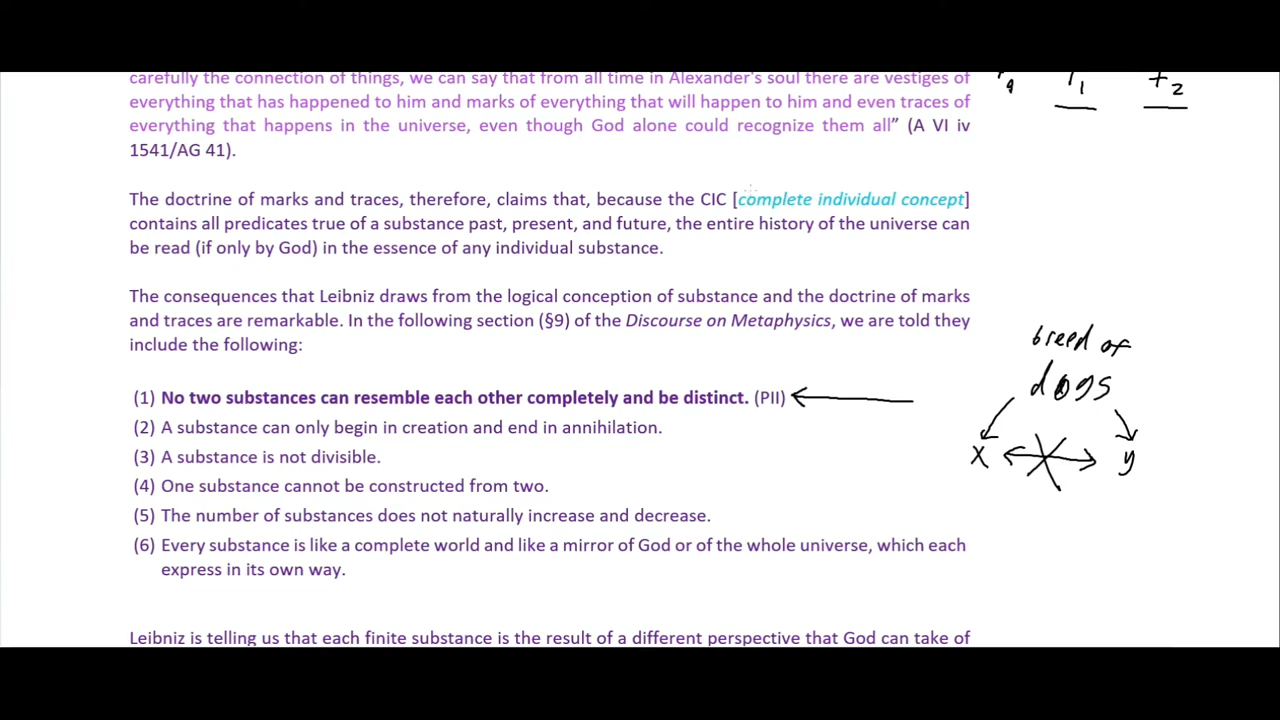 carefully the connection of things, we can say that from all time in Alexander's soul there are vestiges of
everything that has happened to him and marks of everything that will happen to him and even traces of
everything that happens in the universe, even though God alone could recognize them all” (A VI iv
1541/AG 41).
t₂
The doctrine of marks and traces, therefore, claims that, because the CIC [complete individual concept]
contains all predicates true of a substance past, present, and future, the entire history of the universe can
be read (if only by God) in the essence of any individual substance.
The consequences that Leibniz draws from the logical conception of substance and the doctrine of marks
and traces are remarkable. In the following section (§9) of the Discourse on Metaphysics, we are told they
include the following:
(1) No two substances can resemble each other completely and be distinct. (PII)
(2) A substance can only begin in creation and end in annihilation.
(3) A substance is not divisible.
(4) One substance cannot be constructed from two.
(5) The number of substances does not naturally increase and decrease.
(6) Every substance is like a complete world and like a mirror of God or of the whole universe, which each
express in its own way.
breed of
dogs
x y
Leibniz is telling us that each finite substance is the result of a different perspective that God can take of